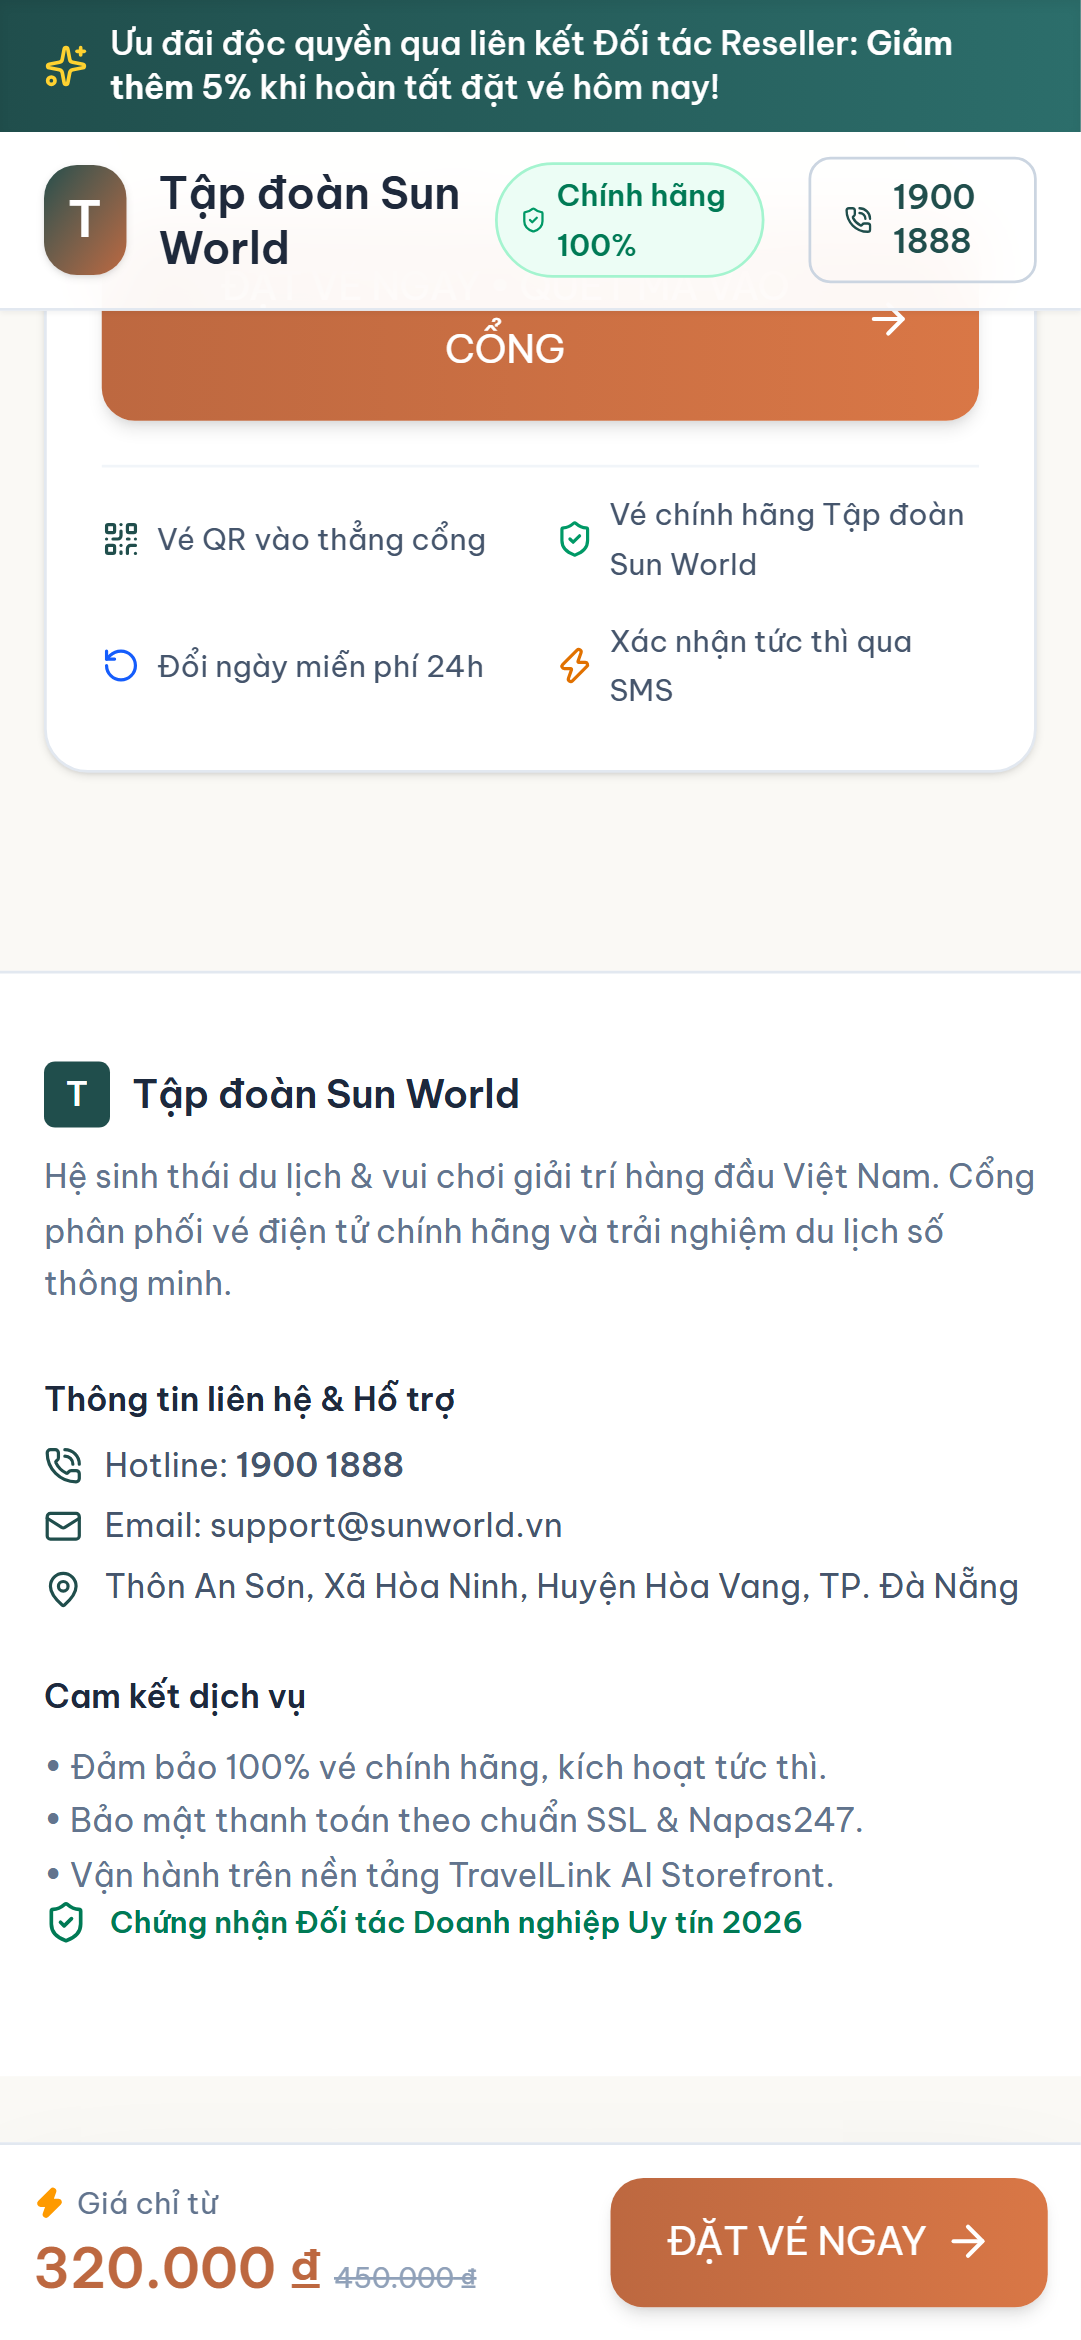 Ưu đãi độc quyền qua liên kết Đối tác Reseller: Giảm
thêm 5% khi hoàn tất đặt vé hôm nay!
T
Tập đoàn Sun
World
Chính hãng
100%
1900
1888
ĐẶT VÉ NGAY • QUÉT MÃ VÀO
CỔNG
Vé QR vào thẳng cổng
Vé chính hãng Tập đoàn
Sun World
Đổi ngày miễn phí 24h
Xác nhận tức thì qua
SMS
T
Tập đoàn Sun World
Hệ sinh thái du lịch & vui chơi giải trí hàng đầu Việt Nam. Cổng
phân phối vé điện tử chính hãng và trải nghiệm du lịch số
thông minh.
Thông tin liên hệ & Hỗ trợ
Hotline: 1900 1888
Email: support@sunworld.vn
Thôn An Sơn, Xã Hòa Ninh, Huyện Hòa Vang, TP. Đà Nẵng
Cam kết dịch vụ
• Đảm bảo 100% vé chính hãng, kích hoạt tức thì.
• Bảo mật thanh toán theo chuẩn SSL & Napas247.
• Vận hành trên nền tảng TravelLink AI Storefront.
Chứng nhận Đối tác Doanh nghiệp Uy tín 2026
Giá chỉ từ
320.000 ₫ 450.000 ₫
ĐẶT VÉ NGAY